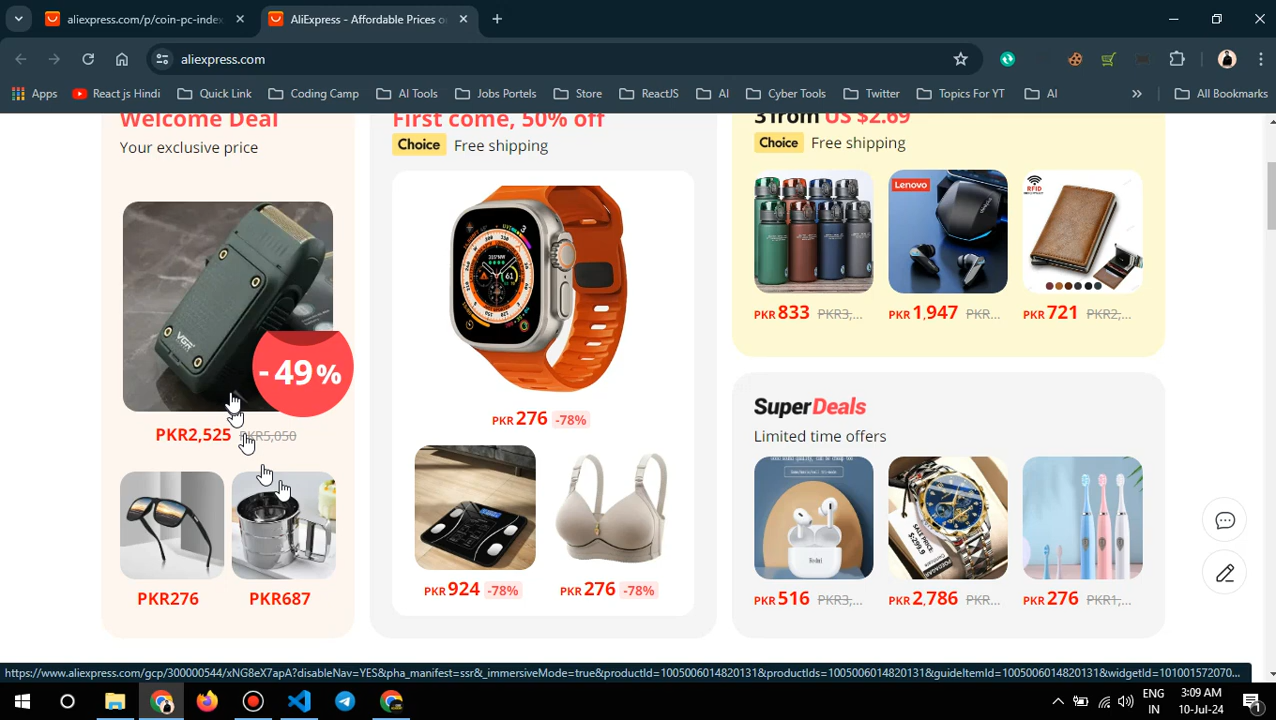 aliexpress.com/p/coin-pc-index
AliExpress - Affordable Prices o
aliexpress.com
Apps
React js Hindi
Quick Link
Coding Camp
AI Tools
Jobs Portels
Store
ReactJS
AI
Cyber Tools
Twitter
Topics For YT
AI
All Bookmarks
Welcome Deal
Your exclusive price
VGR
-49%
PKR2,525 PKR5,050
PKR276
PKR687
First come, 50% off
Choice Free shipping
PKR 276 -78%
PKR 924 -78%
PKR 276 -78%
3 from US $2.69
Choice Free shipping
Lenovo
RFID
PKR 833 PKR3,...
PKR 1,947 PKR...
PKR 721 PKR2,...
SuperDeals
Limited time offers
SALE PRICE:
PKR 516 PKR3,...
PKR 2,786 PKR...
PKR 276 PKR1,...
https://www.aliexpress.com/gcp/300000544/xNG8eX7apA?disableNav=YES&pha_manifest=ssr&_immersiveMode=true&productId=1005006014820131&productIds=1005006014820131&guideItemId=1005006014820131&widgetId=101001572070...
ENG
IN
3:09 AM
10-Jul-24
1